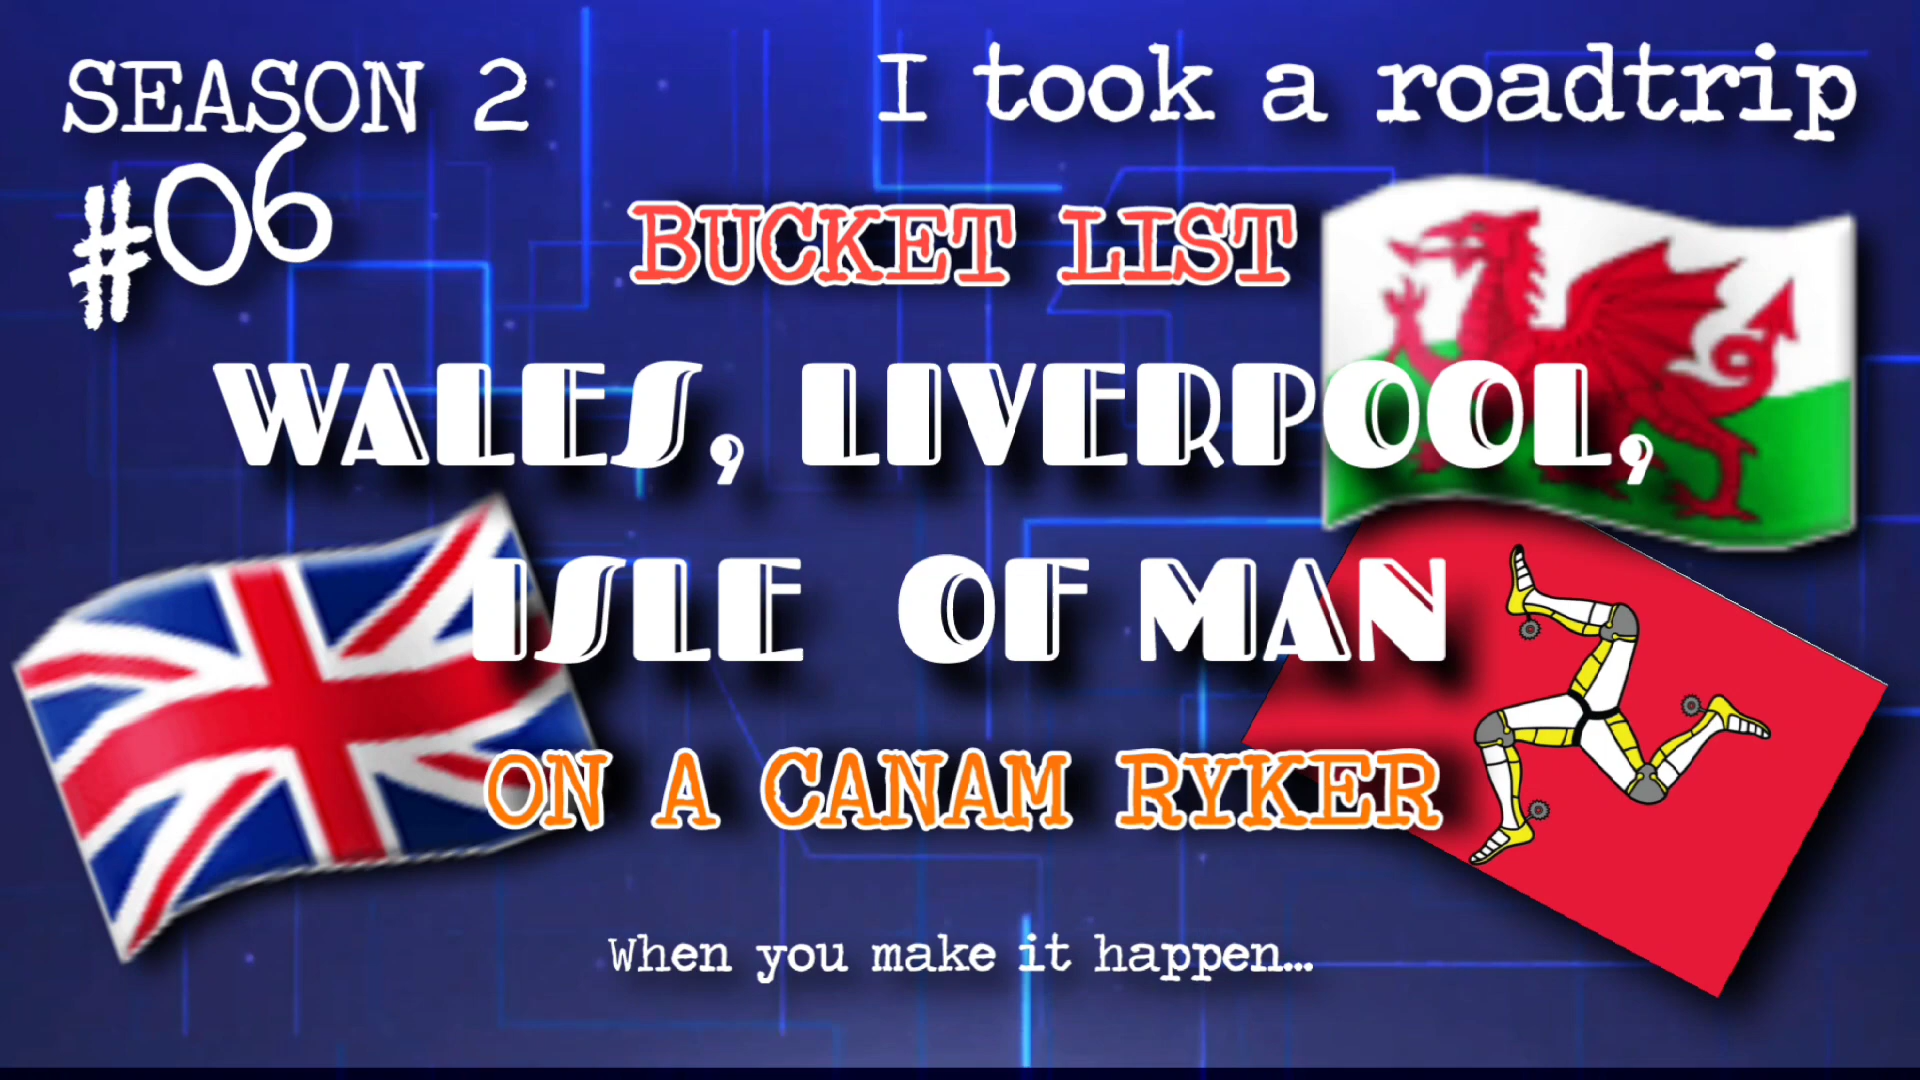 SEASON 2
#06
I took a roadtrip
BUCKET LIST
WALES, LIVERPOOL,
ISLE OF MAN
ON A CANAM RYKER
When you make it happen...